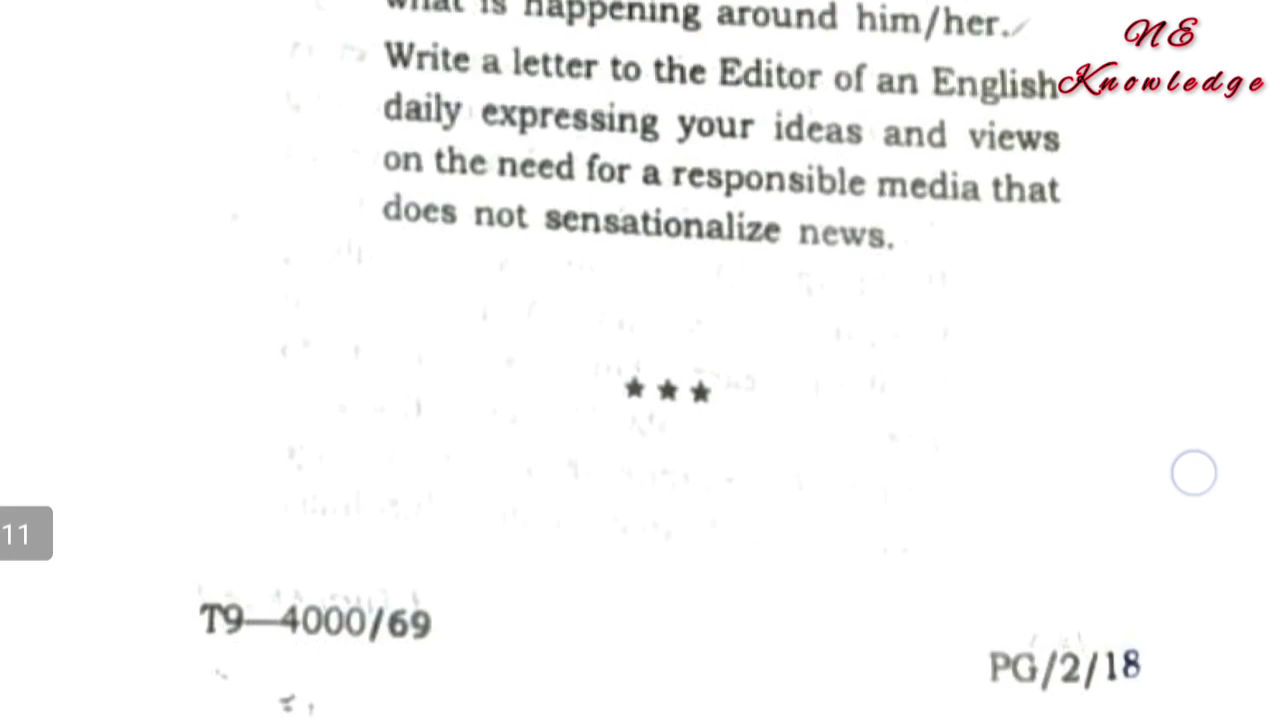 what is happening around him/her.
Write a letter to the Editor of an English
daily expressing your ideas and views
on the need for a responsible media that
does not sensationalize news.
★ ★ ★
T9—4000/69
PG/2/18
NE
Knowledge
11